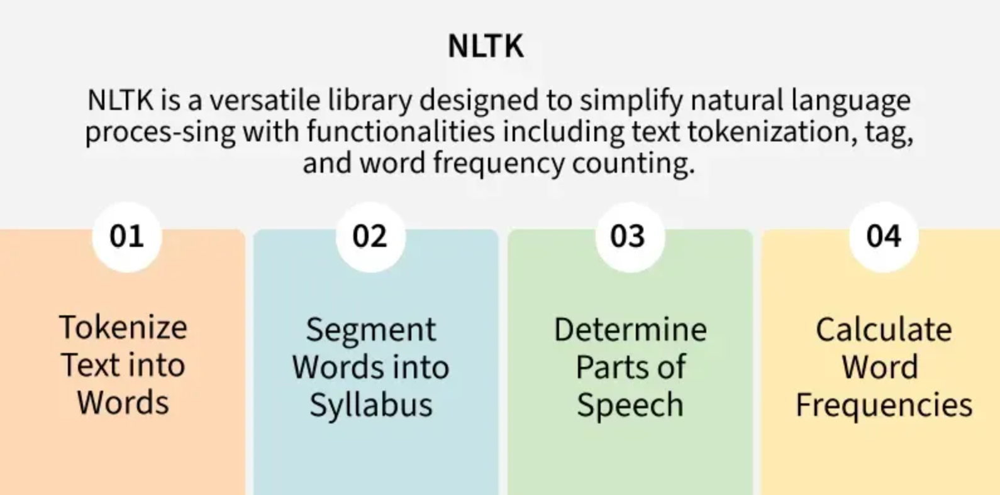 NLTK
NLTK is a versatile library designed to simplify natural language
proces-sing with functionalities including text tokenization, tag,
and word frequency counting.
01
Tokenize
Text into
Words
02
Segment
Words into
Syllabus
03
Determine
Parts of
Speech
04
Calculate
Word
Frequencies